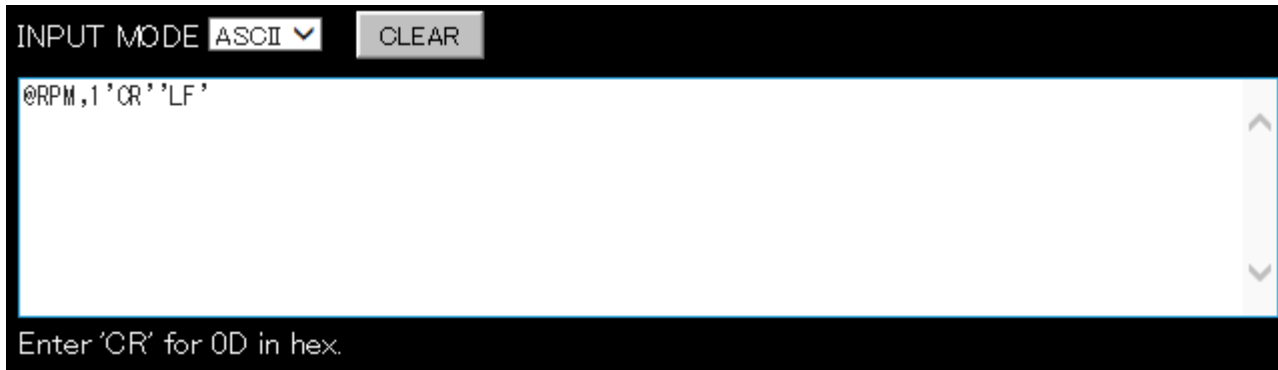 INPUT MODE ASCII CLEAR
@RPM,1'CR''LF'
Enter 'CR' for 0D in hex.